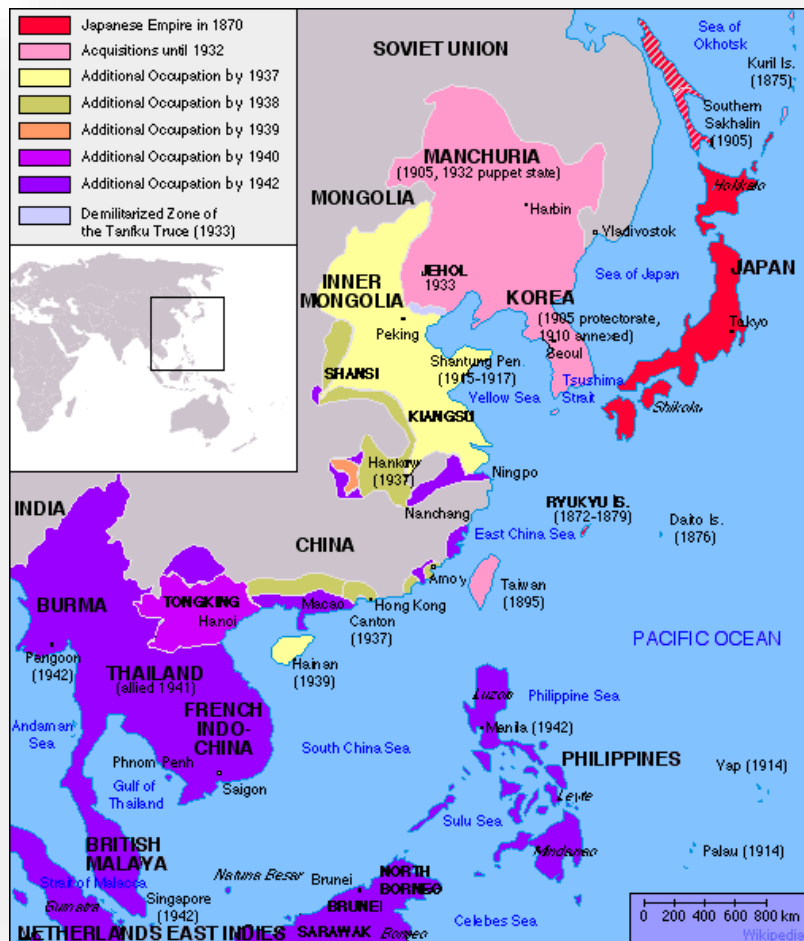 Japanese Empire in 1870
Acquisitions until 1932
Additional Occupation by 1937
Additional Occupation by 1938
Additional Occupation by 1939
Additional Occupation by 1940
Additional Occupation by 1942
Demilitarized Zone of
the Tanku Truce (1933)
SOVIET UNION
Sea of
Okhotsk
Kuril Is.
(1875)
Southern
Sakhalin
(1905)
MANCHURIA
(1905, 1932 puppet state)
Hokkaido
MONGOLIA
Harbin
Vladivostok
JEHOL
1933
Sea of Japan
JAPAN
INNER
MONGOLIA
KOREA
(1905 protectorate,
1910 annexed)
Tokyo
Peking
Seoul
SHANSI
Shantung Pen.
(1915-1917)
Tsushima
Strait
Yellow Sea
Shikoku
KIANGSU
Hankow
(1937)
Ningpo
INDIA
Nanchang
RYUKYU IS.
(1872-1879)
Daito Is.
(1876)
East China Sea
CHINA
Amoy
Taiwan
(1895)
BURMA
TONGKING
Hanoi
Macao
Hong Kong
Canton
(1937)
PACIFIC OCEAN
Rangoon
(1942)
Hainan
(1939)
THAILAND
(allied 1941)
Luzon
Philippine Sea
FRENCH
INDO-
CHINA
Andaman
Sea
Manila (1942)
South China Sea
Phnom Penh
PHILIPPINES
Yap (1914)
Gulf of
Thailand
Saigon
Leyte
Sulu Sea
BRITISH
MALAYA
Mindanao
Palau (1914)
Strait of Malacca
Natuna Besar
Brunei
NORTH
BORNEO
Sumatra
Singapore
(1942)
BRUNEI
Celebes Sea
0 200 400 600 800 km
NETHERLANDS EAST INDIES
SARAWAK
Borneo
Wikipedia